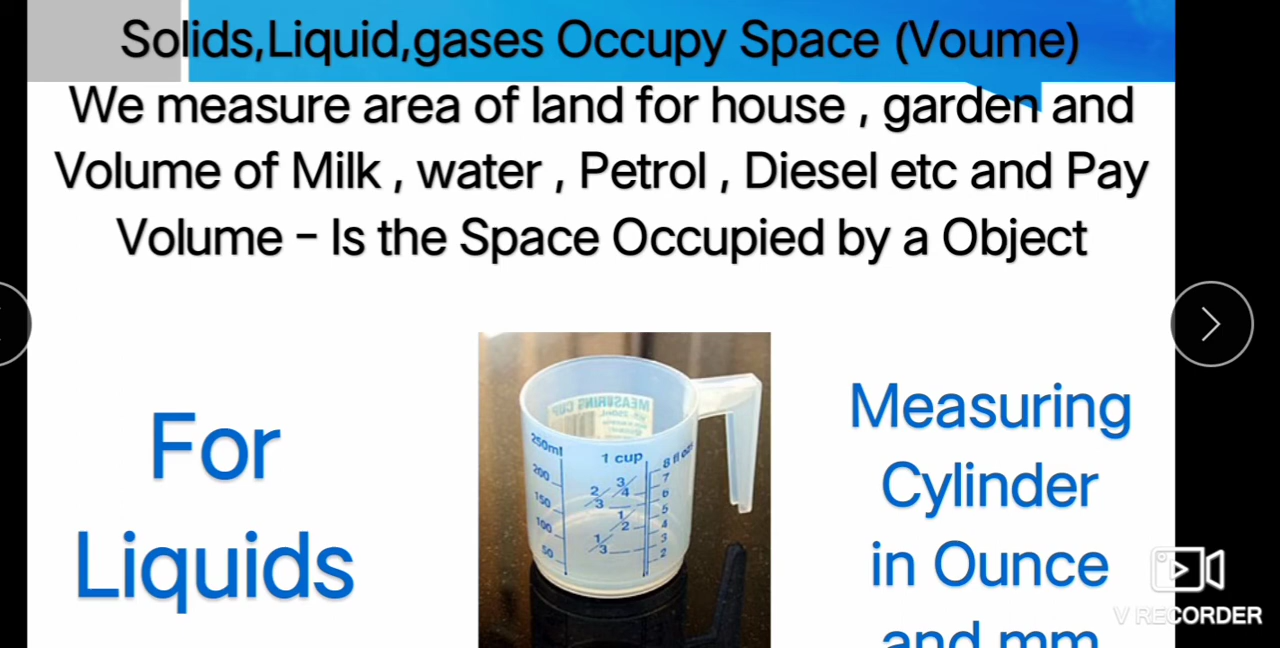 Solids,Liquid,gases Occupy Space (Voume)
We measure area of land for house , garden and
Volume of Milk , water , Petrol , Diesel etc and Pay
Volume - Is the Space Occupied by a Object
For
Liquids
MEASURING CUP
250ml
1 cup
8 fl ozs
200
150
100
50
3/4
2/3
1/2
1/3
7
6
5
4
3
2
Measuring
Cylinder
in Ounce
and mm
V RECORDER